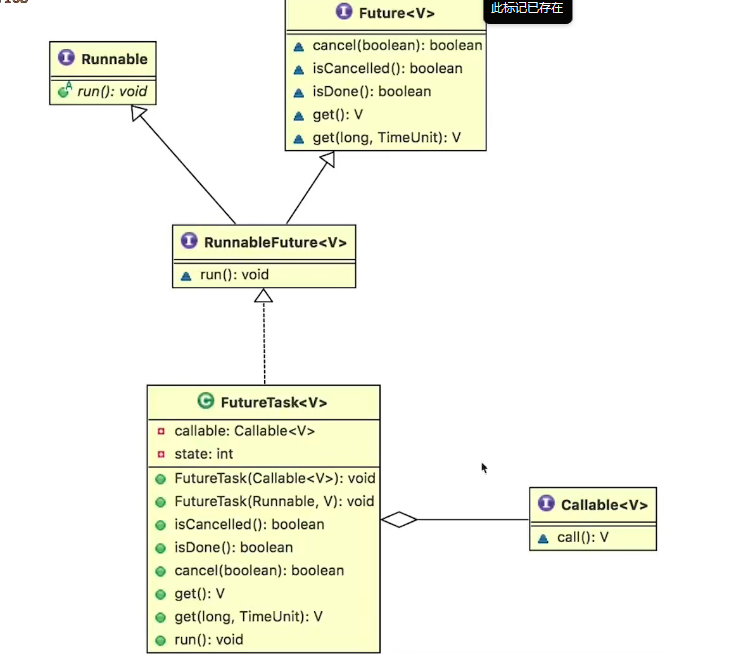 Future<V>
此标记已存在
cancel(boolean): boolean
isCancelled(): boolean
isDone(): boolean
get(): V
get(long, TimeUnit): V
Runnable
run(): void
RunnableFuture<V>
run(): void
FutureTask<V>
callable: Callable<V>
state: int
FutureTask(Callable<V>): void
FutureTask(Runnable, V): void
isCancelled(): boolean
isDone(): boolean
cancel(boolean): boolean
get(): V
get(long, TimeUnit): V
run(): void
Callable<V>
call(): V